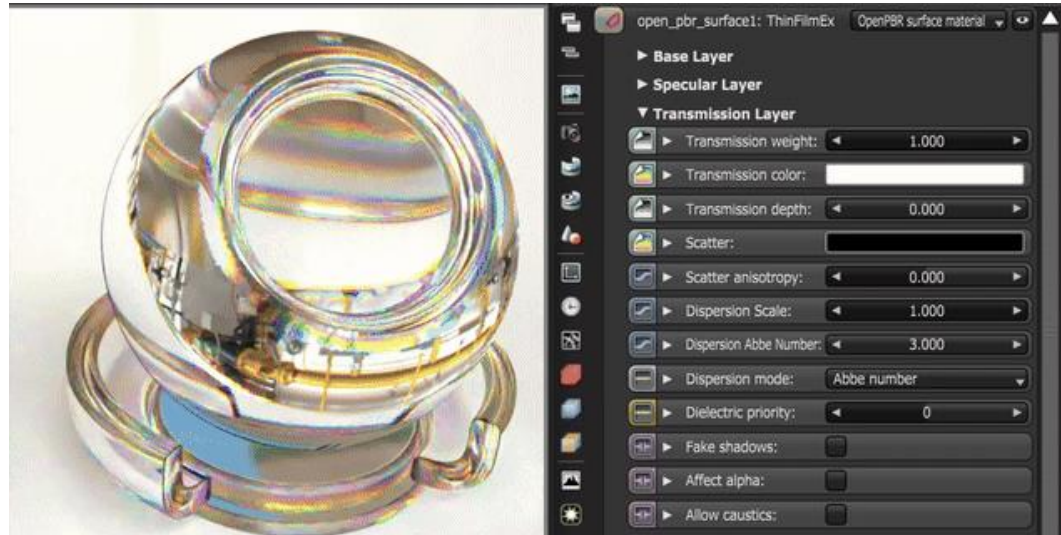 open_pbr_surface1: ThinFilmEx OpenPBR surface material
Base Layer
Specular Layer
Transmission Layer
Transmission weight: 1.000
Transmission color:
Transmission depth: 0.000
Scatter:
Scatter anisotropy: 0.000
Dispersion Scale: 1.000
Dispersion Abbe Number: 3.000
Dispersion mode: Abbe number
Dielectric priority: 0
Fake shadows:
Affect alpha:
Allow caustics: